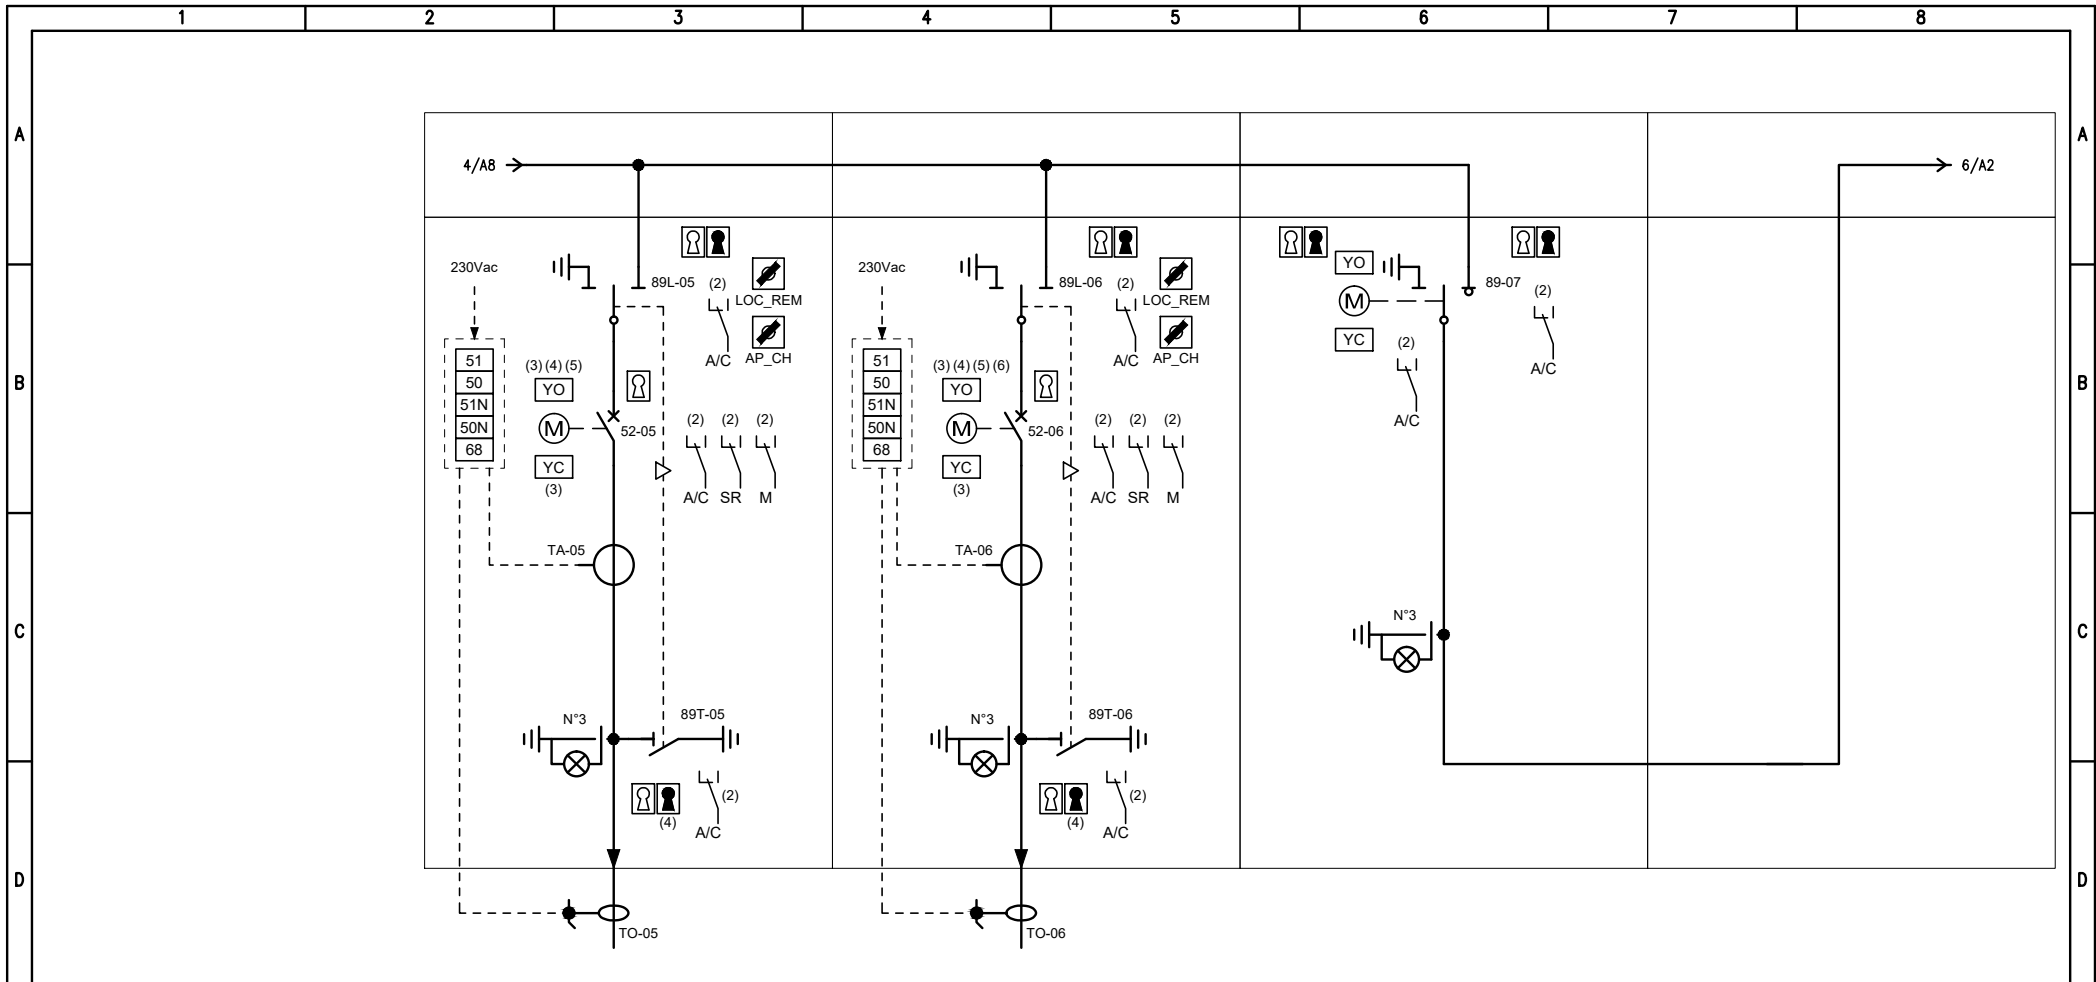 1 2 3 4 5 6 7 8
A A
4/A8 6/A2
230Vac 89L-05 (2) LOC_REM AP_CH A/C
51
50
51N
50N
68
(3) (4) (5)
YO
M
YC
(3)
52-05
(2) (2) (2)
A/C SR M
TA-05
N°3 89T-05
(4) (2)
A/C
TO-05
230Vac 89L-06 (2) LOC_REM AP_CH A/C
51
50
51N
50N
68
(3) (4) (5) (6)
YO
M
YC
(3)
52-06
(2) (2) (2)
A/C SR M
TA-06
N°3 89T-06
(4) (2)
A/C
TO-06
YO
M
YC
89-07
(2)
A/C
(2)
A/C
N°3
B B
C C
D D